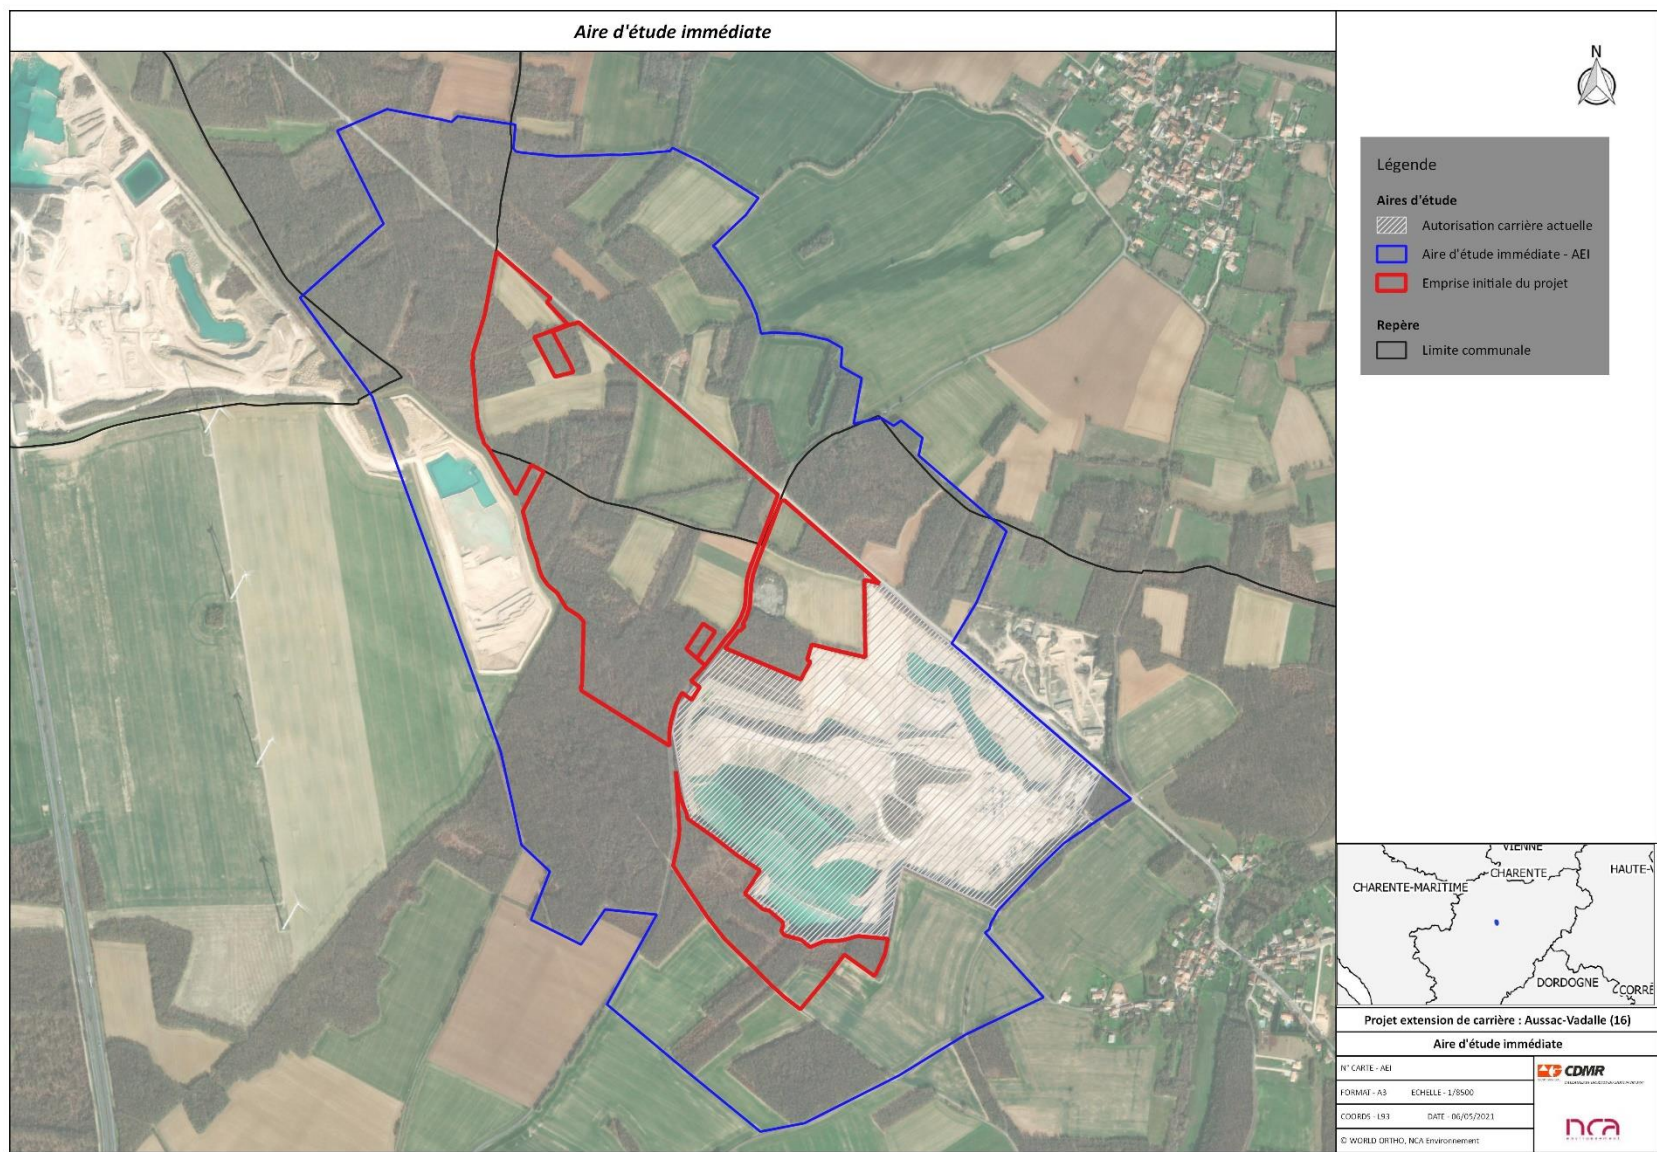 Aire d'étude immédiate
N
Légende
Aires d'étude
Autorisation carrière actuelle
Aire d'étude immédiate - AEI
Emprise initiale du projet
Repère
Limite communale
VIENNE
CHARENTE
HAUTE-V
CHARENTE-MARITIME
DORDOGNE
CORRÈ
Projet extension de carrière : Aussac-Vadalle (16)
Aire d'étude immédiate
N° CARTE - AEI
FORMAT - A3 ECHELLE - 1/8500
COORDS - L93 DATE - 06/05/2021
© WORLD ORTHO, NCA Environnement
CDMR
nca
environnement